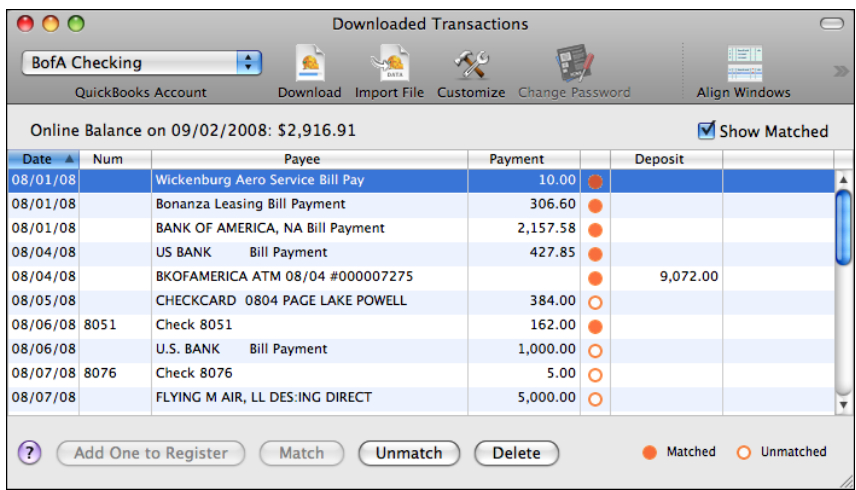 Downloaded Transactions
BofA Checking
QuickBooks Account Download Import File Customize Change Password Align Windows
DATA
Online Balance on 09/02/2008: $2,916.91 Show Matched
Date Num Payee Payment Deposit
08/01/08 Wickenburg Aero Service Bill Pay 10.00
08/01/08 Bonanza Leasing Bill Payment 306.60
08/01/08 BANK OF AMERICA, NA Bill Payment 2,157.58
08/04/08 US BANK Bill Payment 427.85
08/04/08 BKOFAMERICA ATM 08/04 #000007275 9,072.00
08/05/08 CHECKCARD 0804 PAGE LAKE POWELL 384.00
08/06/08 8051 Check 8051 162.00
08/06/08 U.S. BANK Bill Payment 1,000.00
08/07/08 8076 Check 8076 5.00
08/07/08 FLYING M AIR, LL DES:ING DIRECT 5,000.00
? Add One to Register Match Unmatch Delete Matched Unmatched